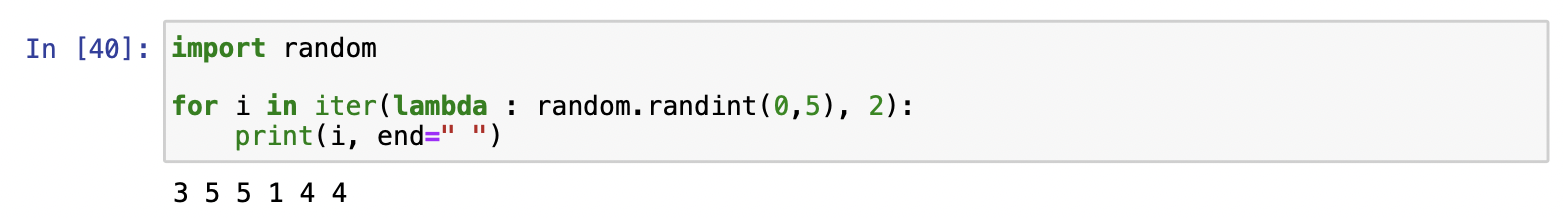 In [40]: import random
for i in iter(lambda : random.randint(0,5), 2):
    print(i, end=" ")
3 5 5 1 4 4